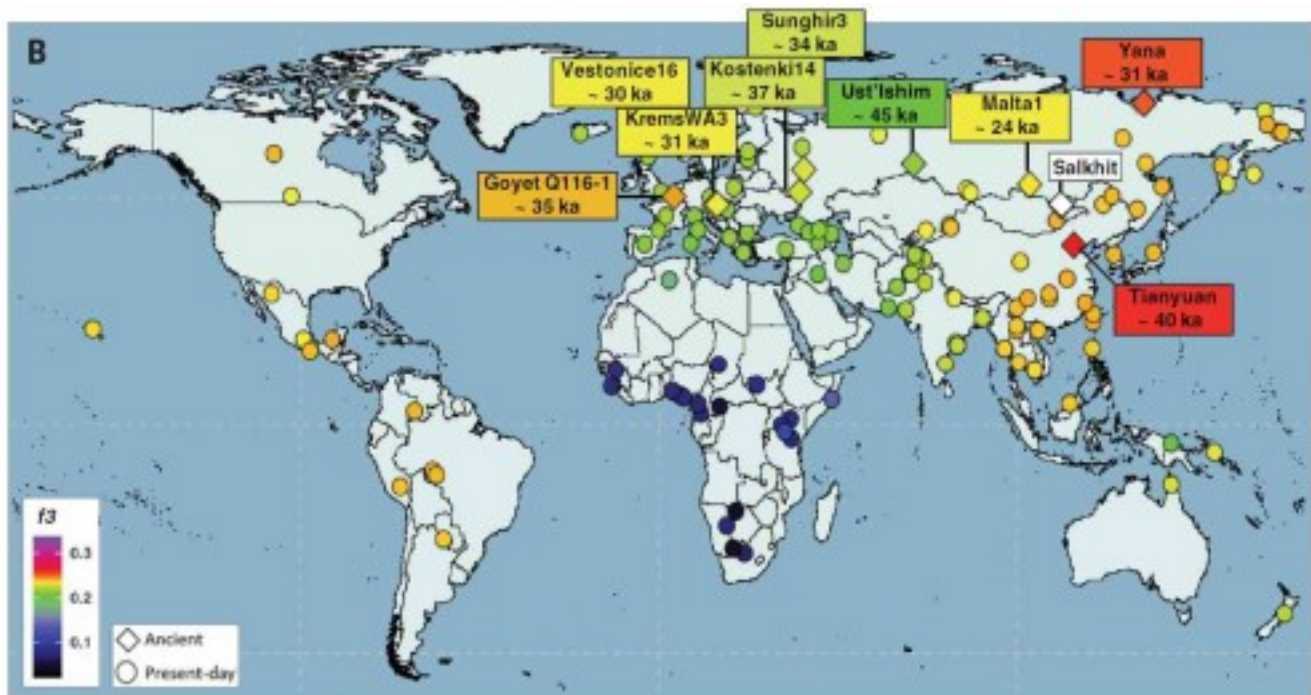 B
Sunghir3
~ 34 ka
Yana
~ 31 ka
Vestonice16
~ 30 ka
Kostenki14
~ 37 ka
Ust'Ishim
~ 45 ka
Malta1
~ 24 ka
KremsWA3
~ 31 ka
Salkhit
Goyet Q116-1
~ 35 ka
Tianyuan
~ 40 ka
f3
0.3
0.2
0.1
Ancient
Present-day